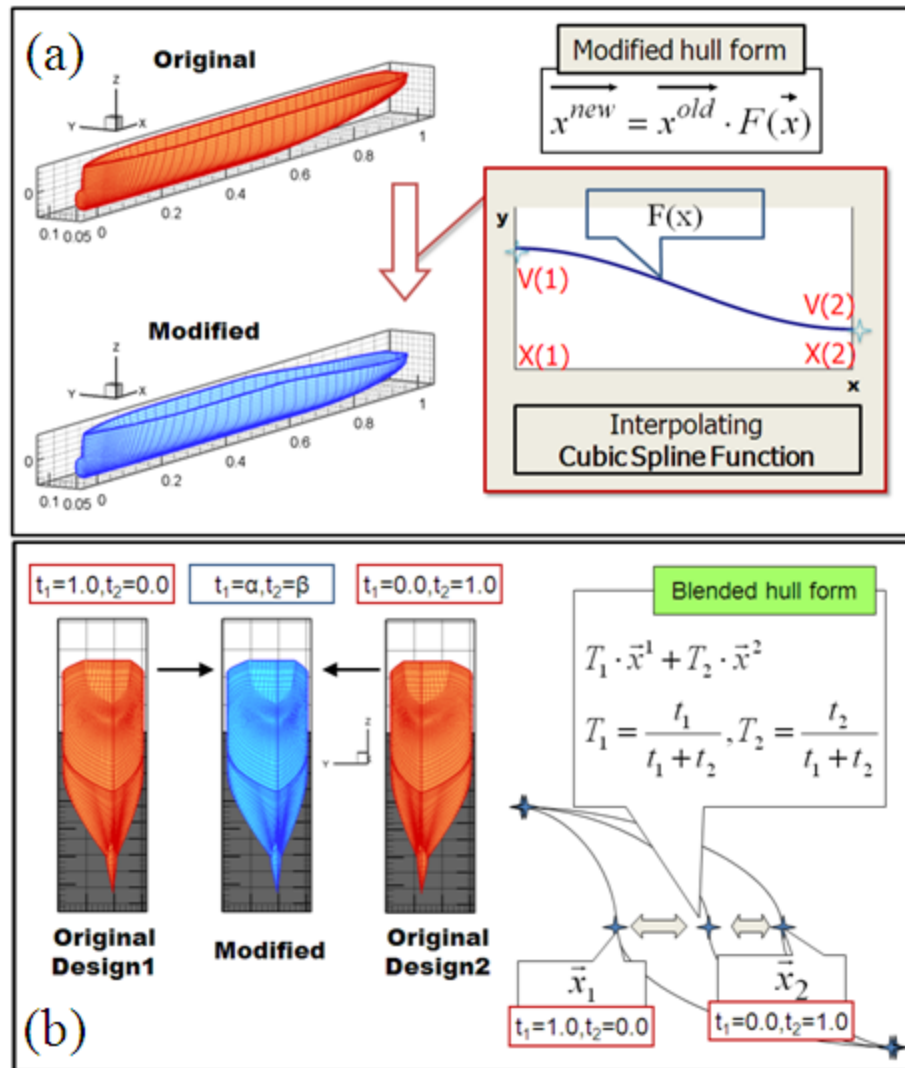 (a)
Original
Z
Y
X
0
0.1
0.05
0
0.2
0.4
0.6
0.8
1
Modified hull form
x^new = x^old · F(x)
y
F(x)
V(1)
V(2)
X(1)
X(2)
x
Interpolating
Cubic Spline Function
Modified
Z
Y
X
0
0.1
0.05
0
0.2
0.4
0.6
0.8
1
t₁=1.0,t₂=0.0
t₁=α,t₂=β
t₁=0.0,t₂=1.0
Z
Y
Original
Design1
Modified
Original
Design2
Blended hull form
T₁ · x⃗¹ + T₂ · x⃗²
T₁ = t₁ / (t₁ + t₂), T₂ = t₂ / (t₁ + t₂)
x⃗₁
t₁=1.0,t₂=0.0
x⃗₂
t₁=0.0,t₂=1.0
(b)